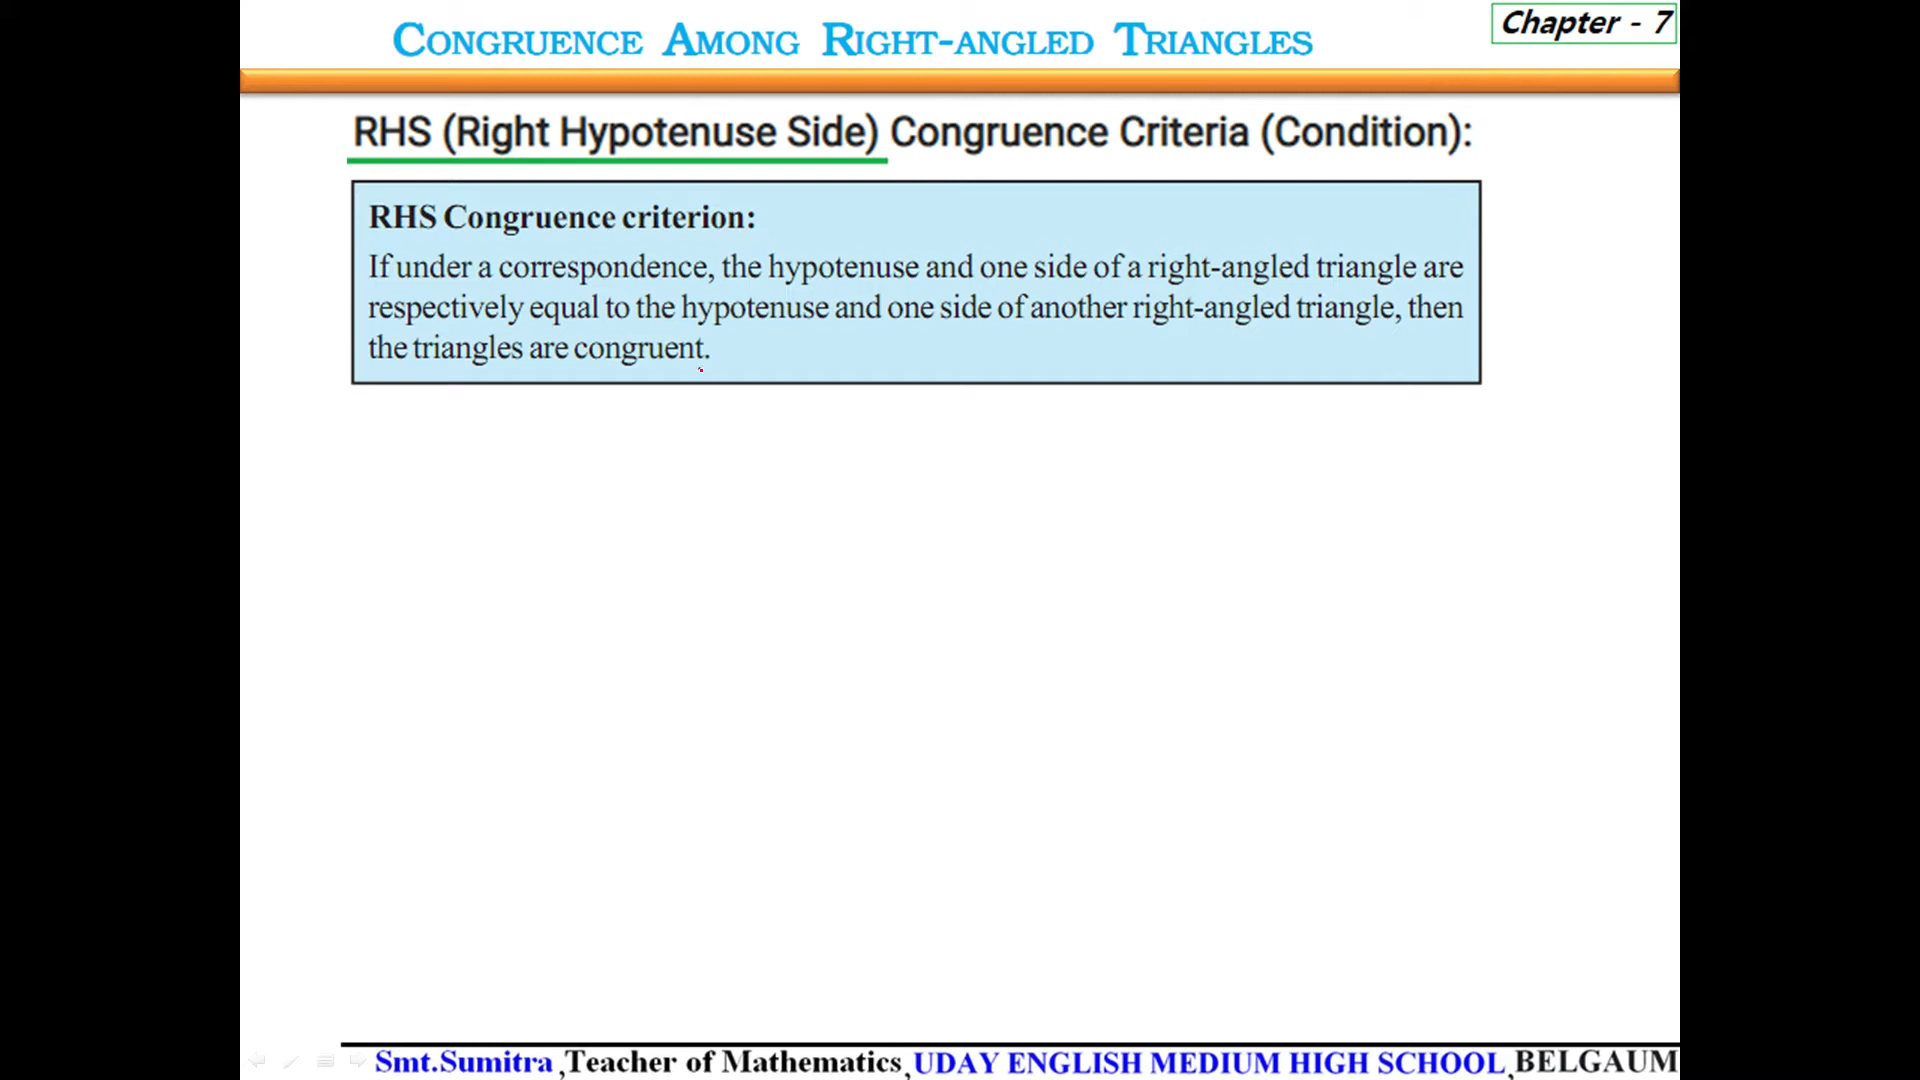 Chapter - 7
CONGRUENCE AMONG RIGHT-ANGLED TRIANGLES
RHS (Right Hypotenuse Side) Congruence Criteria (Condition):
RHS Congruence criterion:
If under a correspondence, the hypotenuse and one side of a right-angled triangle are
respectively equal to the hypotenuse and one side of another right-angled triangle, then
the triangles are congruent.
Smt.Sumitra ,Teacher of Mathematics,UDAY ENGLISH MEDIUM HIGH SCHOOL,BELGAUM